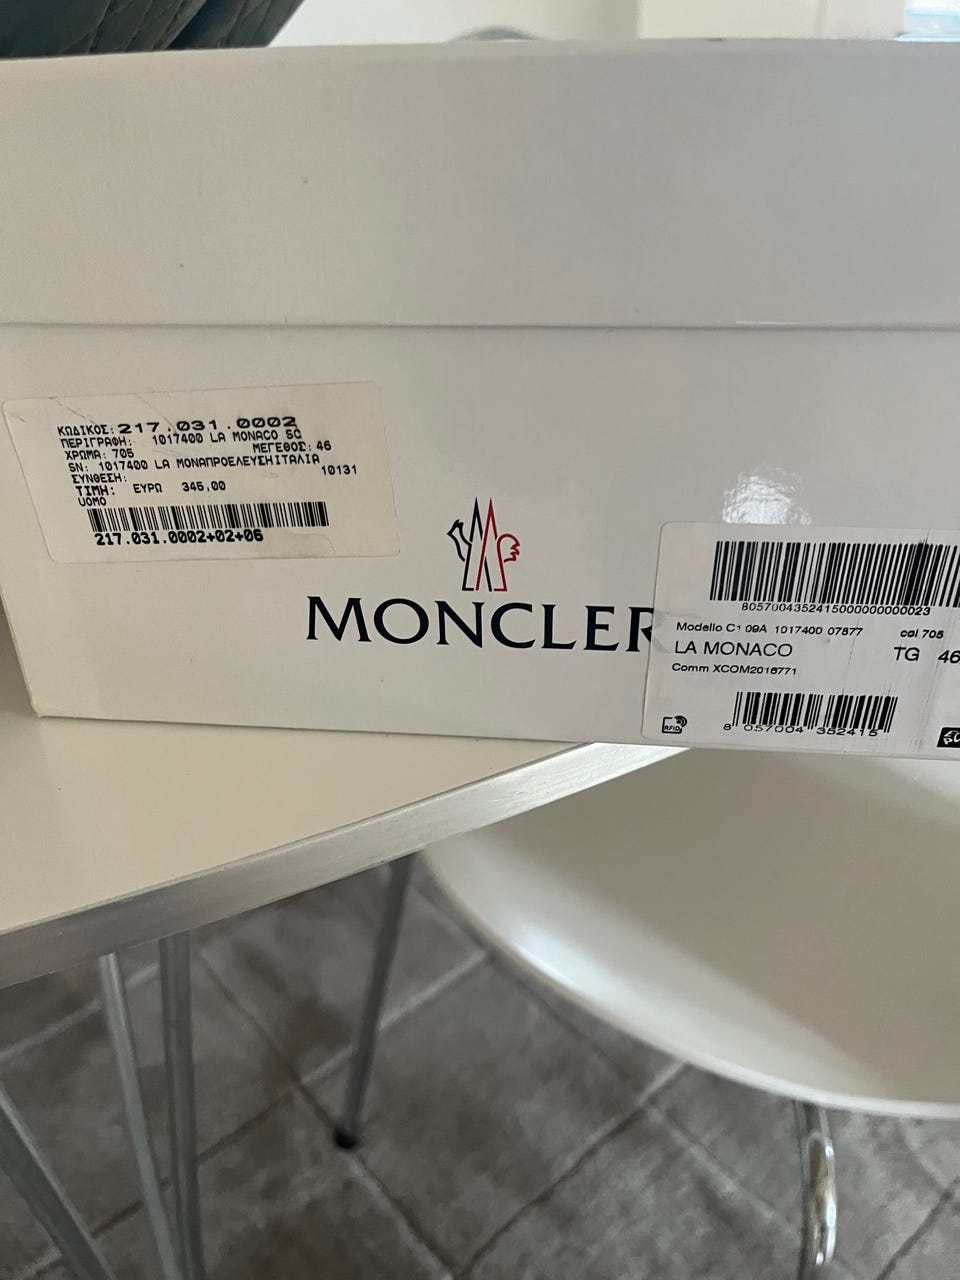 ΚΩΔΙΚΟΣ: 217.031.0002
ΠΕΡΙΓΡΑΦΗ: 1017400 LA MONACO SC
ΧΡΩΜΑ: 705 ΜΕΓΕΘΟΣ: 46
SN: 1017400 LA ΜΟΝΑΠΡΟΕΛΕΥΣΗΙΤΑΛΙΑ
ΣΥΝΘΕΣΗ: 10131
ΤΙΜΗ: ΕΥΡΩ 345,00
UOMO
217.031.0002+02+06
MONCLER
8057004352415000000000023
Modello C1 09A 1017400 07877 col 705
LA MONACO TG 46
Comm XCOM2016771
RFID
8 057004 352415